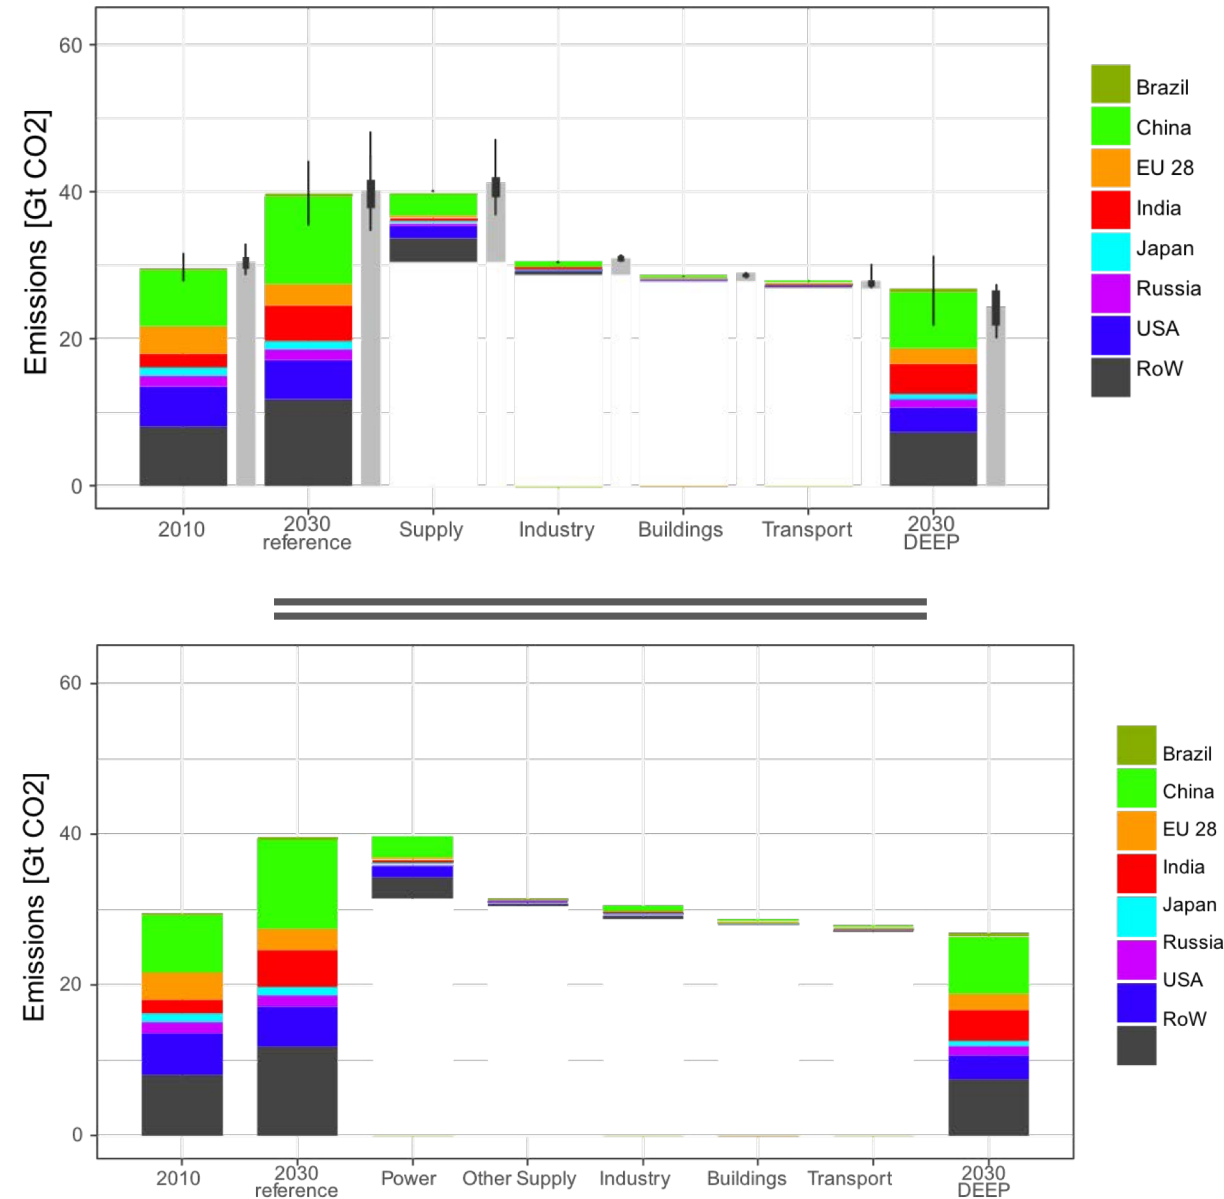 Emissions [Gt CO2]
60
40
20
0
2010
2030
reference
Supply
Industry
Buildings
Transport
2030
DEEP
Brazil
China
EU 28
India
Japan
Russia
USA
RoW
Emissions [Gt CO2]
60
40
20
0
2010
2030
reference
Power
Other Supply
Industry
Buildings
Transport
2030
DEEP
Brazil
China
EU 28
India
Japan
Russia
USA
RoW